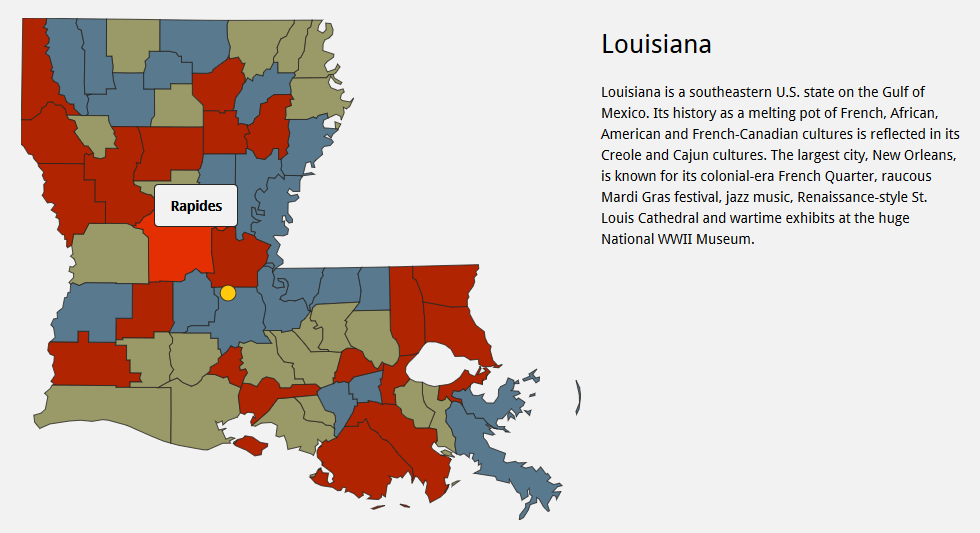 Louisiana
Louisiana is a southeastern U.S. state on the Gulf of
Mexico. Its history as a melting pot of French, African,
American and French-Canadian cultures is reflected in its
Creole and Cajun cultures. The largest city, New Orleans,
is known for its colonial-era French Quarter, raucous
Mardi Gras festival, jazz music, Renaissance-style St.
Louis Cathedral and wartime exhibits at the huge
National WWII Museum.
Rapides